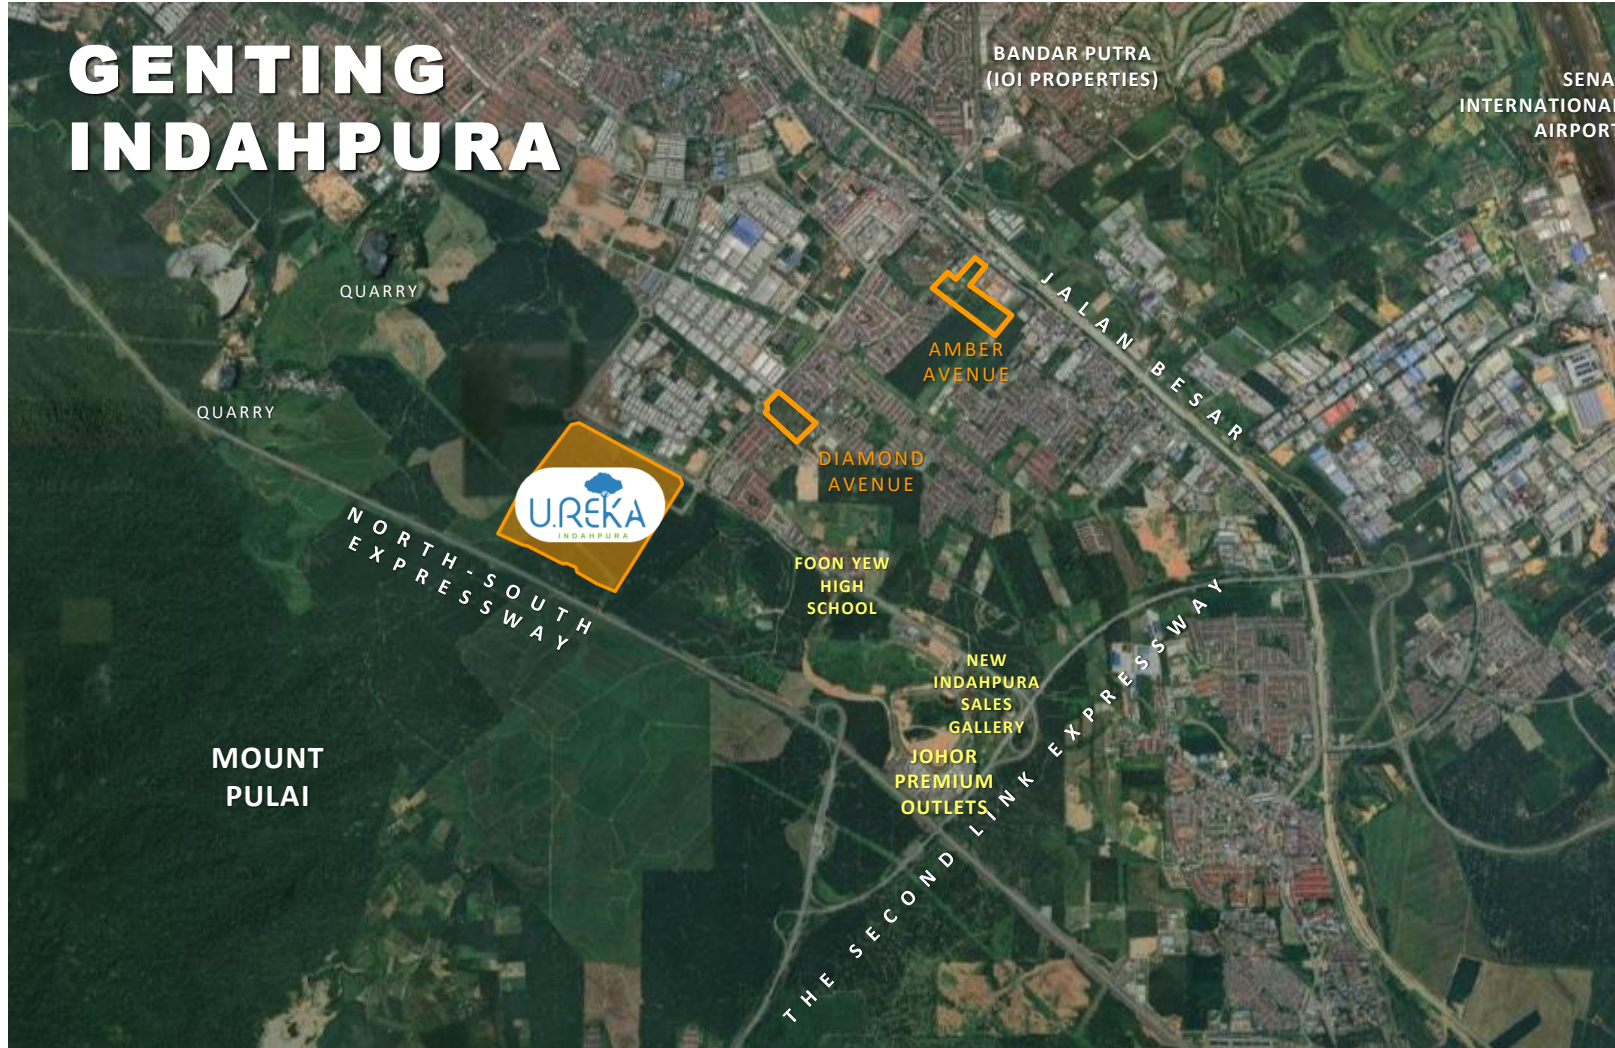 GENTING
INDAHPURA
BANDAR PUTRA
(IOI PROPERTIES)
SENA
INTERNATIONAL
AIRPORT
QUARRY
QUARRY
JALAN BESAR
AMBER
AVENUE
DIAMOND
AVENUE
U.REKA
INDAHPURA
NORTH-SOUTH
EXPRESSWAY
FOON YEW
HIGH
SCHOOL
NEW
INDAHPURA
SALES
GALLERY
JOHOR
PREMIUM
OUTLETS
THE SECOND LINK EXPRESSWAY
MOUNT
PULAI